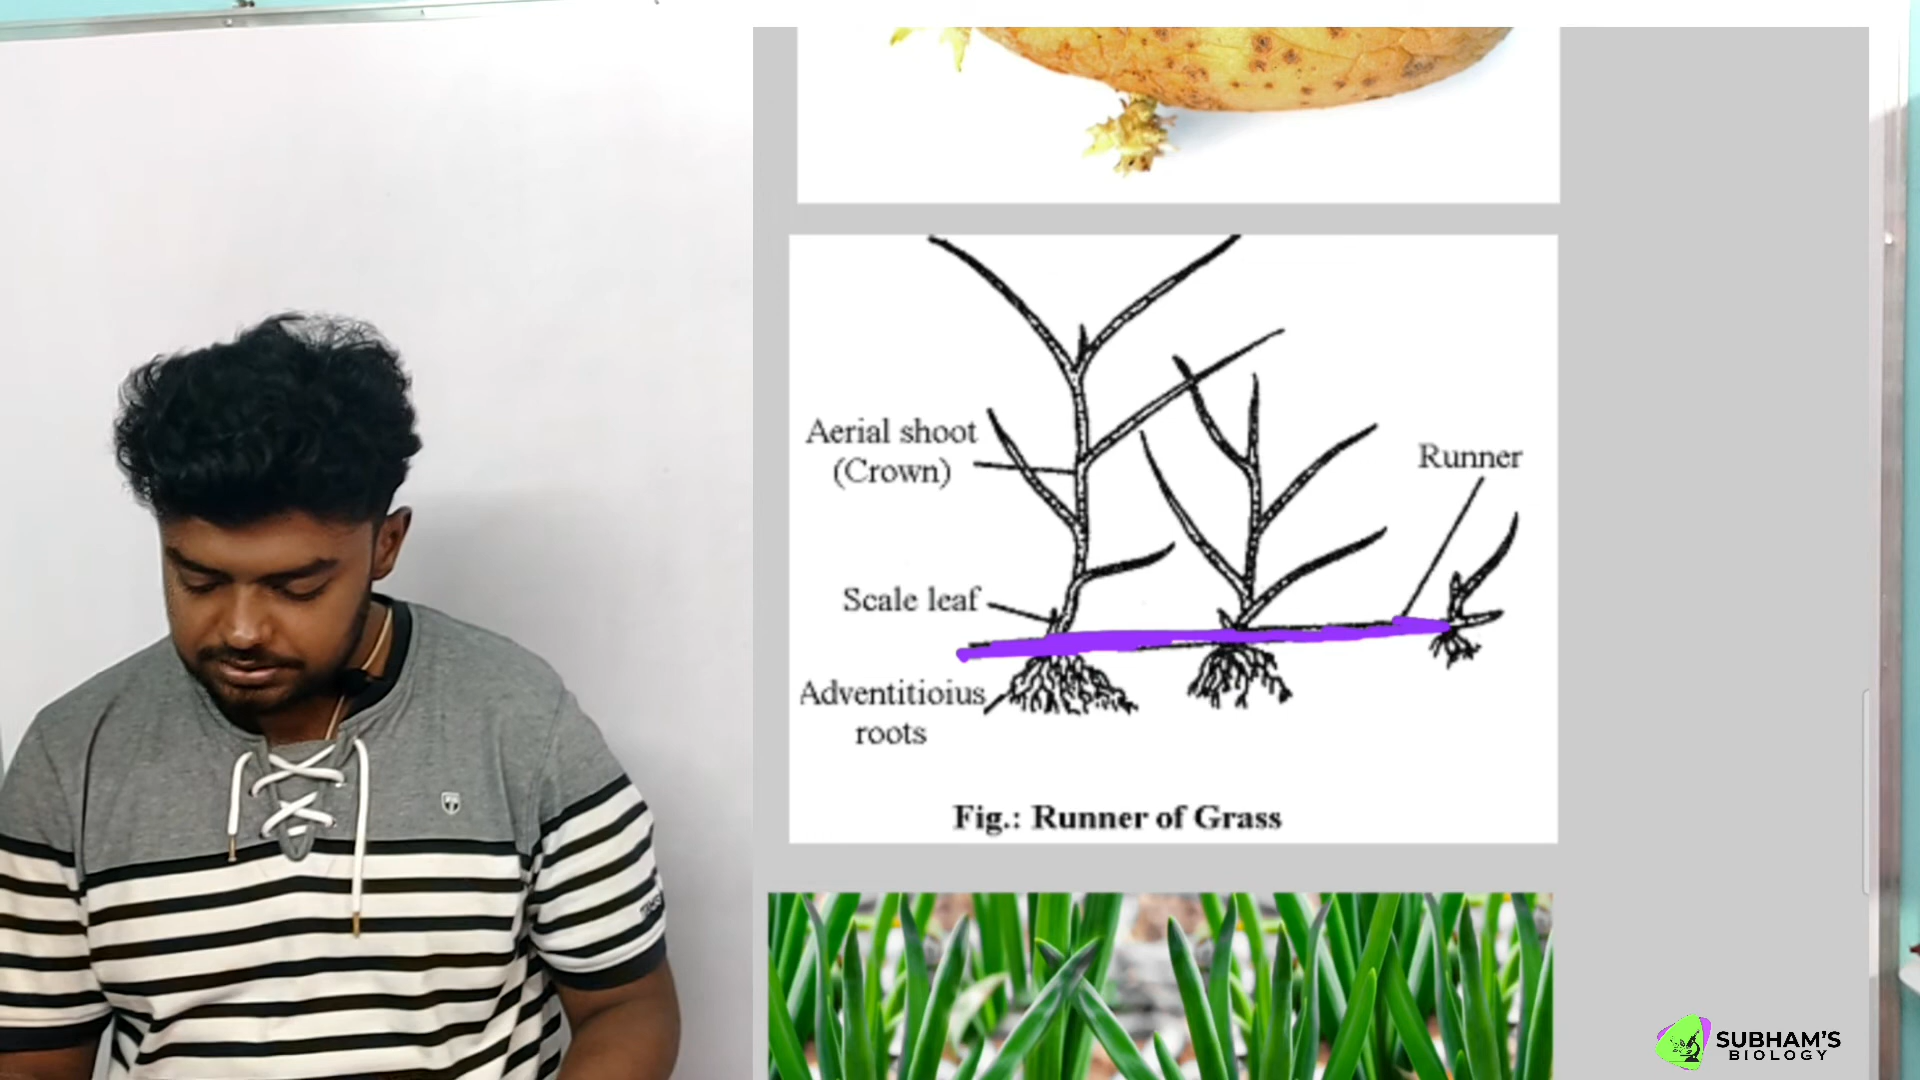 Aerial shoot
(Crown)
Runner
Scale leaf
Adventitioius
roots
Fig.: Runner of Grass
SUBHAM'S
BIOLOGY